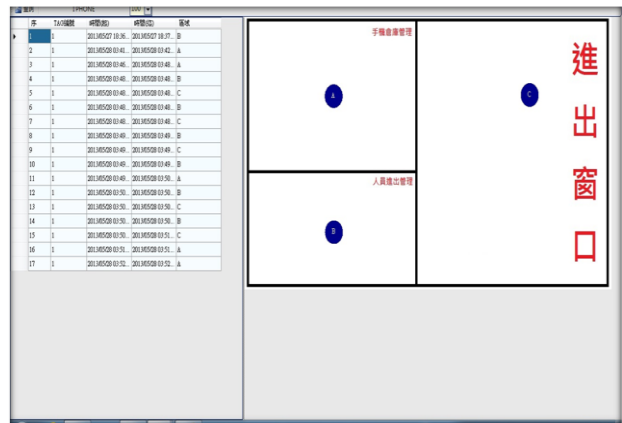 查詢 IPHONE 200
序 TAG編號 時間(起) 時間(迄) 區域
1 1 2013/05/27 18:36... 2013/05/27 18:37... B
2 1 2013/05/28 03:41... 2013/05/28 03:42... A
3 1 2013/05/28 03:46... 2013/05/28 03:48... A
4 1 2013/05/28 03:48... 2013/05/28 03:48... B
5 1 2013/05/28 03:48... 2013/05/28 03:48... C
6 1 2013/05/28 03:48... 2013/05/28 03:48... B
7 1 2013/05/28 03:48... 2013/05/28 03:48... C
8 1 2013/05/28 03:49... 2013/05/28 03:49... B
9 1 2013/05/28 03:49... 2013/05/28 03:49... C
10 1 2013/05/28 03:49... 2013/05/28 03:49... B
11 1 2013/05/28 03:49... 2013/05/28 03:50... A
12 1 2013/05/28 03:50... 2013/05/28 03:50... B
13 1 2013/05/28 03:50... 2013/05/28 03:50... C
14 1 2013/05/28 03:50... 2013/05/28 03:50... B
15 1 2013/05/28 03:50... 2013/05/28 03:51... C
16 1 2013/05/28 03:51... 2013/05/28 03:51... A
17 1 2013/05/28 03:52... 2013/05/28 03:52... A
手機倉庫管理
A
人員進出管理
B
C
進出窗口